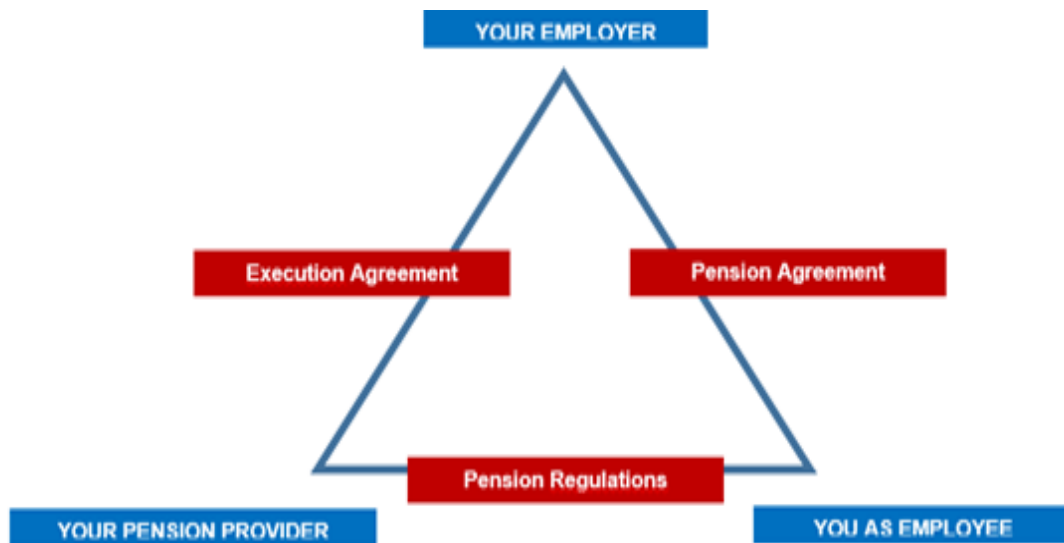 YOUR EMPLOYER
Execution Agreement
Pension Agreement
Pension Regulations
YOUR PENSION PROVIDER
YOU AS EMPLOYEE